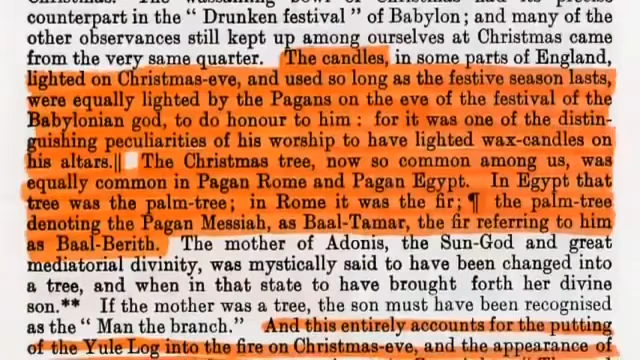 Christmas. The wassailing bowl of Christmas had its precise
counterpart in the “ Drunken festival ” of Babylon ; and many of the
other observances still kept up among ourselves at Christmas came
from the very same quarter. The candles, in some parts of England,
lighted on Christmas-eve, and used so long as the festive season lasts,
were equally lighted by the Pagans on the eve of the festival of the
Babylonian god, to do honour to him : for it was one of the distin-
guishing peculiarities of his worship to have lighted wax-candles on
his altars.|| The Christmas tree, now so common among us, was
equally common in Pagan Rome and Pagan Egypt. In Egypt that
tree was the palm-tree ; in Rome it was the fir ; ¶ the palm-tree
denoting the Pagan Messiah, as Baal-Tamar, the fir referring to him
as Baal-Berith. The mother of Adonis, the Sun-God and great
mediatorial divinity, was mystically said to have been changed into
a tree, and when in that state to have brought forth her divine
son.** If the mother was a tree, the son must have been recognised
as the “ Man the branch.” And this entirely accounts for the putting
of the Yule Log into the fire on Christmas-eve, and the appearance of